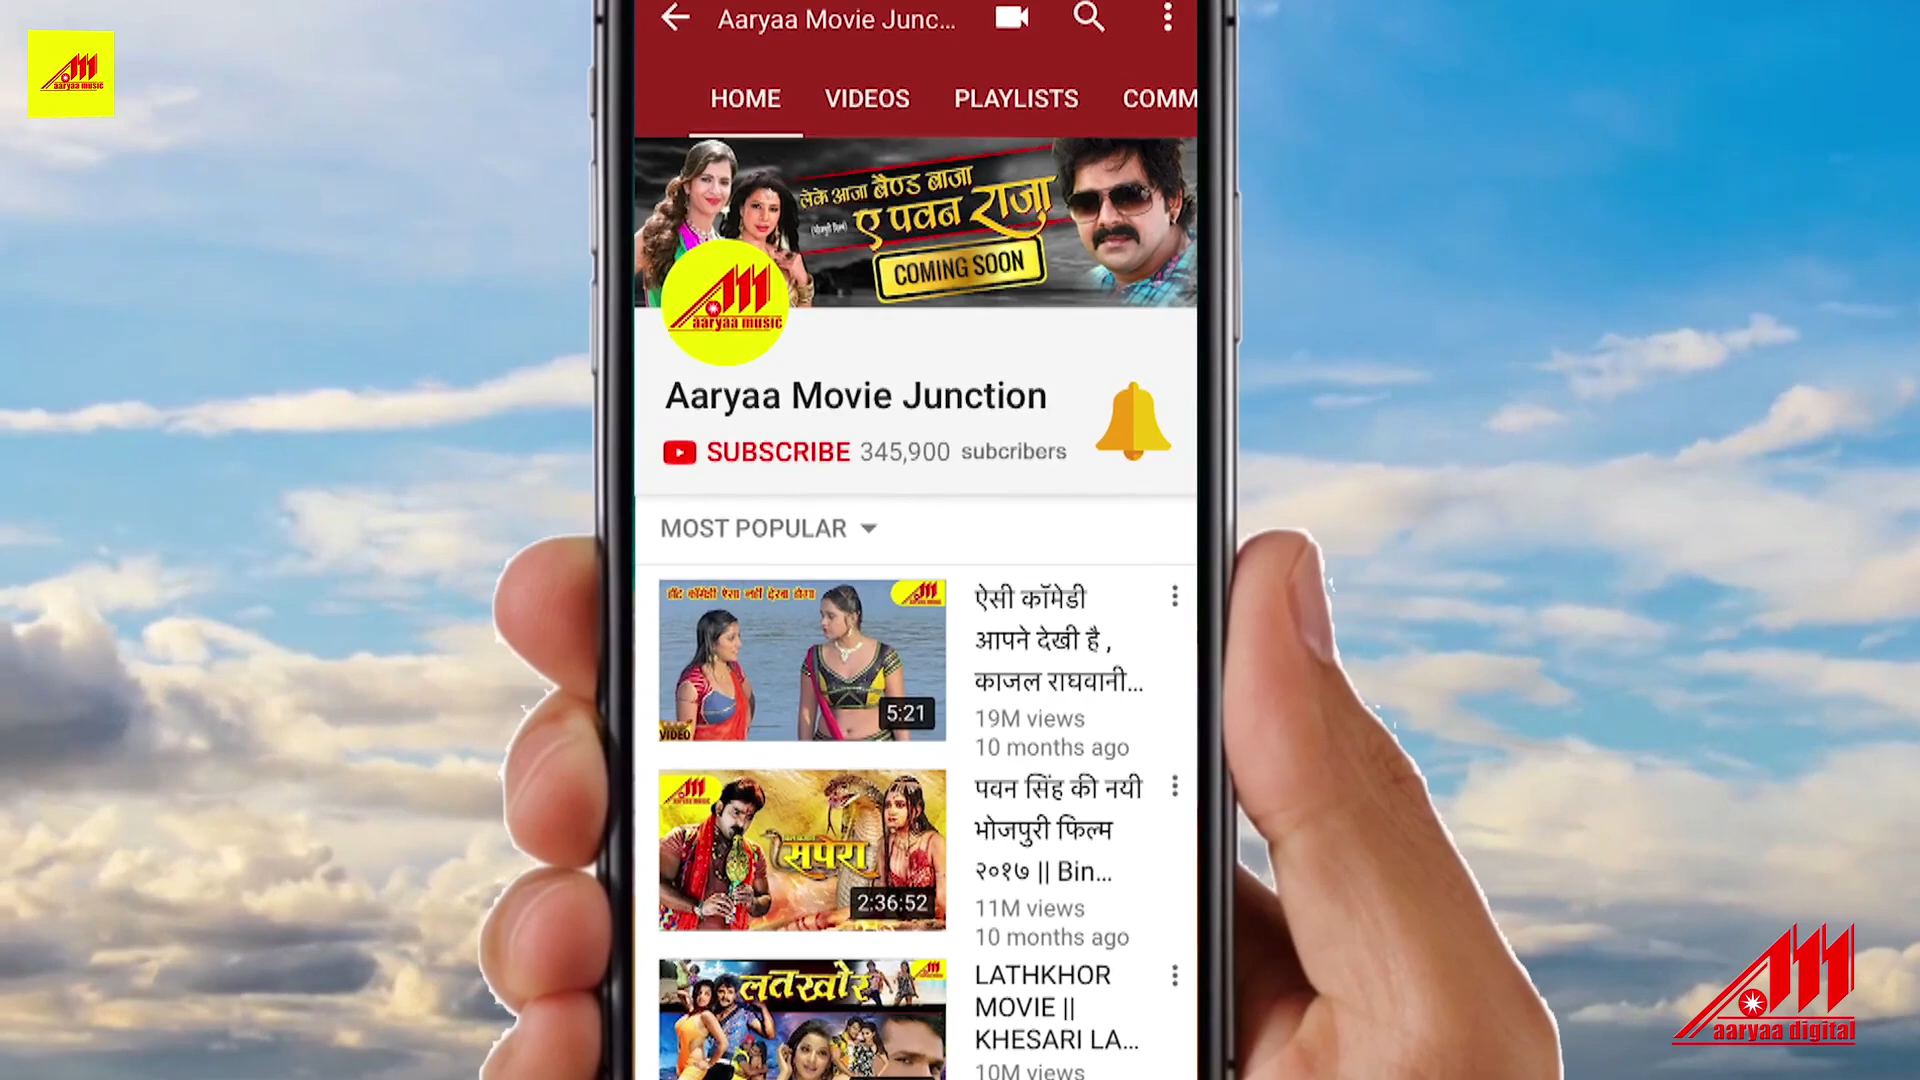 aaryaa music
Aaryaa Movie Junc...
HOME VIDEOS PLAYLISTS COMM
लेके आजा बैण्ड बाजा
ए पवन राजा
COMING SOON
aaryaa music
Aaryaa Movie Junction
SUBSCRIBE 345,900 subcribers
MOST POPULAR
5:21
VIDEO
ऐसी कॉमेडी
आपने देखी है ,
काजल राघवानी...
19M views
10 months ago
सपेरा
2:36:52
पवन सिंह की नयी
भोजपुरी फिल्म
२०१७ || Bin...
11M views
10 months ago
लतखोर
LATHKHOR
MOVIE ||
KHESARI LA...
10M views
aaryaa digital